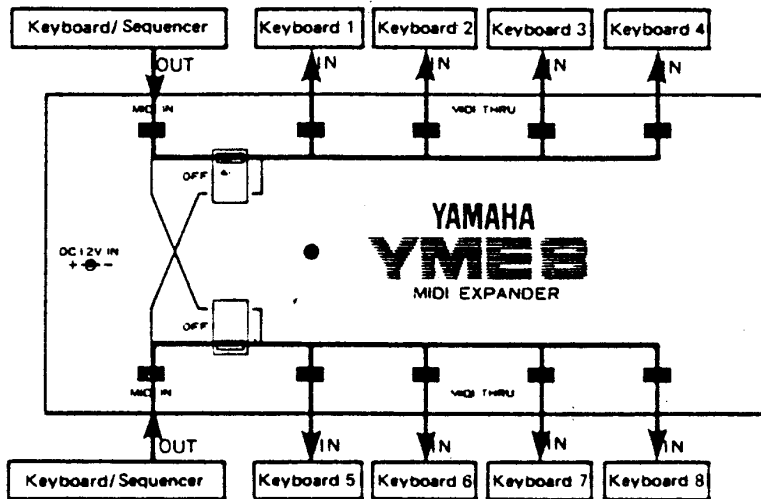 Keyboard/Sequencer
Keyboard 1
Keyboard 2
Keyboard 3
Keyboard 4
OUT
IN
IN
IN
IN
MIDI IN
MIDI THRU
OFF
YAMAHA
YME8
MIDI EXPANDER
DC12V IN
+ -
OFF
MIDI IN
MIDI THRU
OUT
IN
IN
IN
IN
Keyboard/Sequencer
Keyboard 5
Keyboard 6
Keyboard 7
Keyboard 8